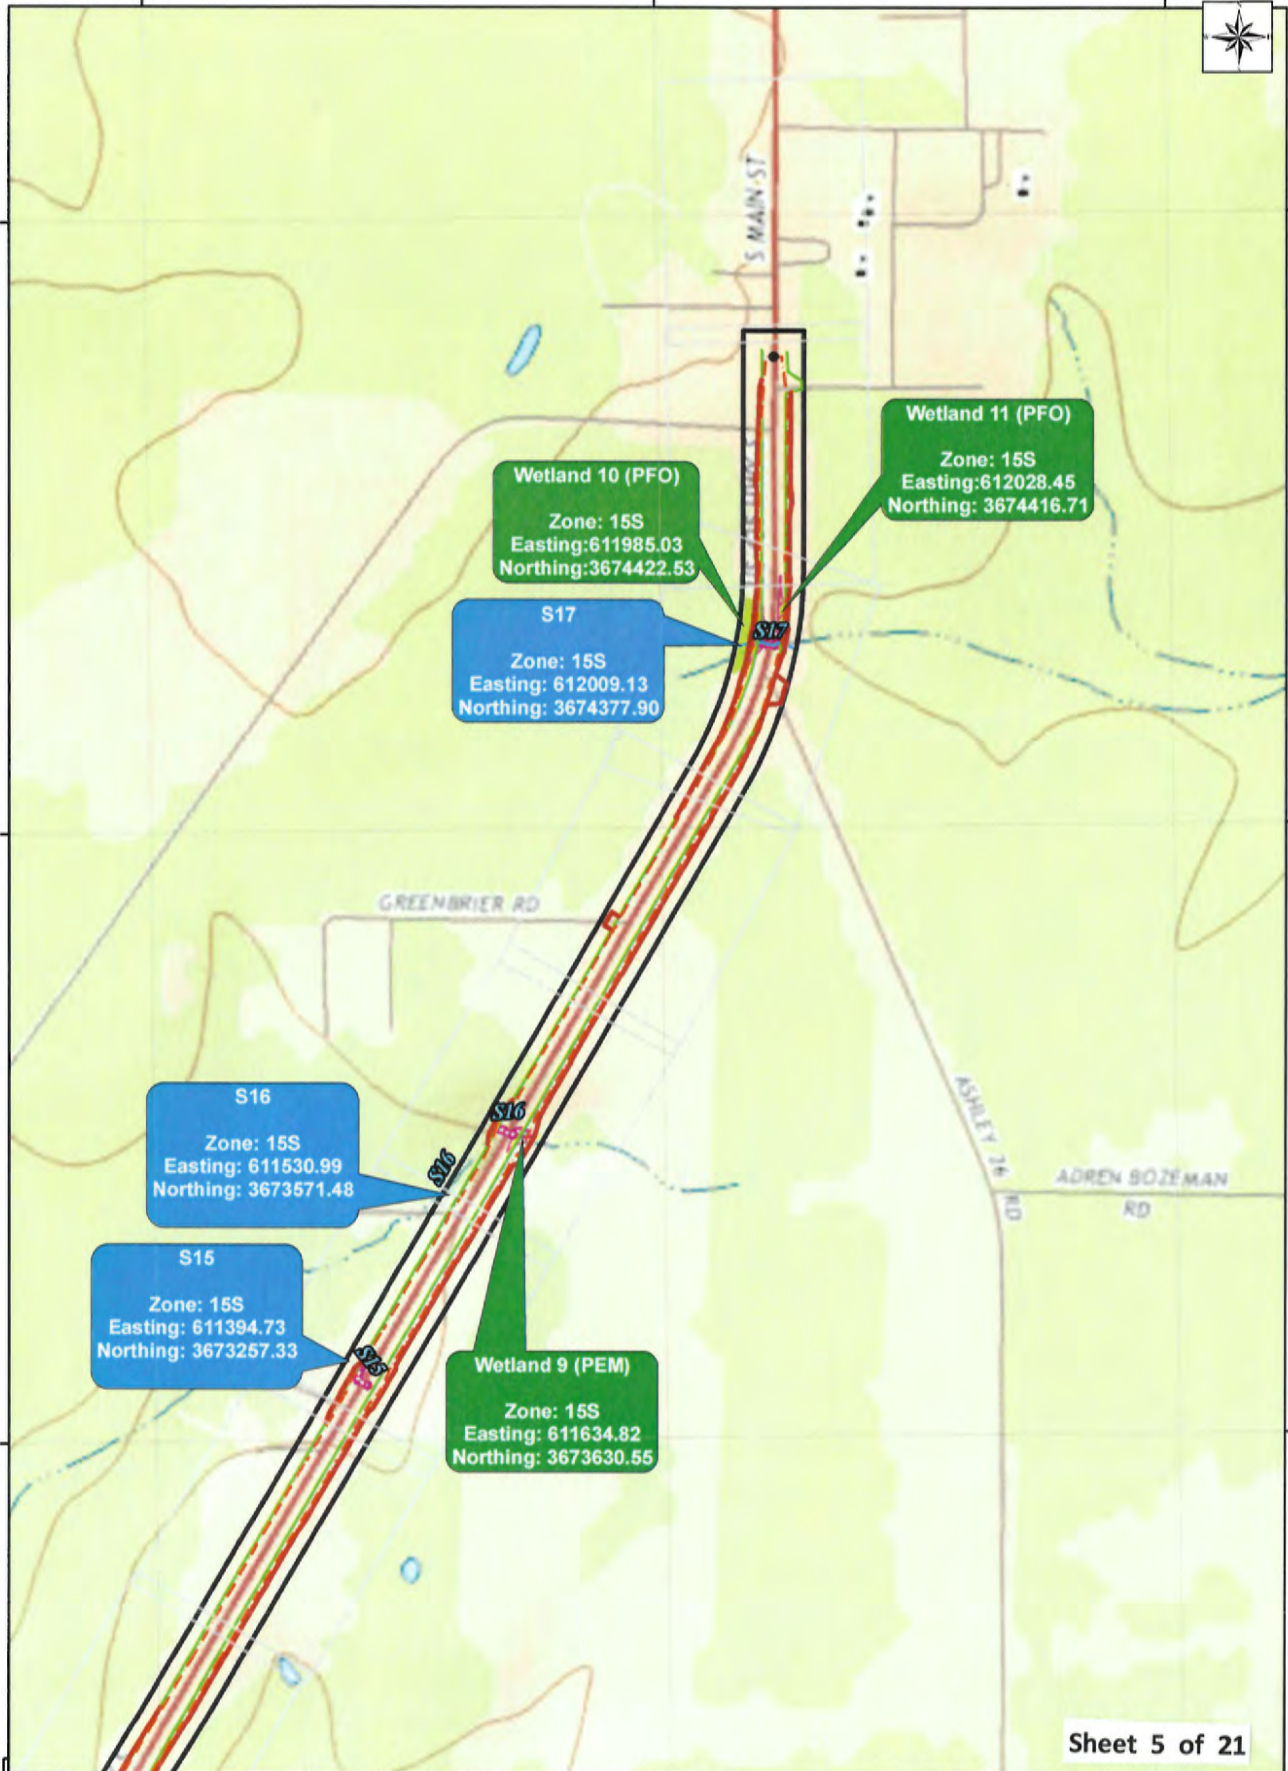 S MAIN ST
Wetland 11 (PFO)
Zone: 15S
Easting:612028.45
Northing: 3674416.71
Wetland 10 (PFO)
Zone: 15S
Easting:611985.03
Northing:3674422.53
S17
Zone: 15S
Easting: 612009.13
Northing: 3674377.90
S17
GREENBRIER RD
S16
Zone: 15S
Easting: 611530.99
Northing: 3673571.48
S16
S16
ASHLEY 16 RD
ADREN BOZEMAN
RD
S15
Zone: 15S
Easting: 611394.73
Northing: 3673257.33
S15
Wetland 9 (PEM)
Zone: 15S
Easting: 611634.82
Northing: 3673630.55
Sheet 5 of 21